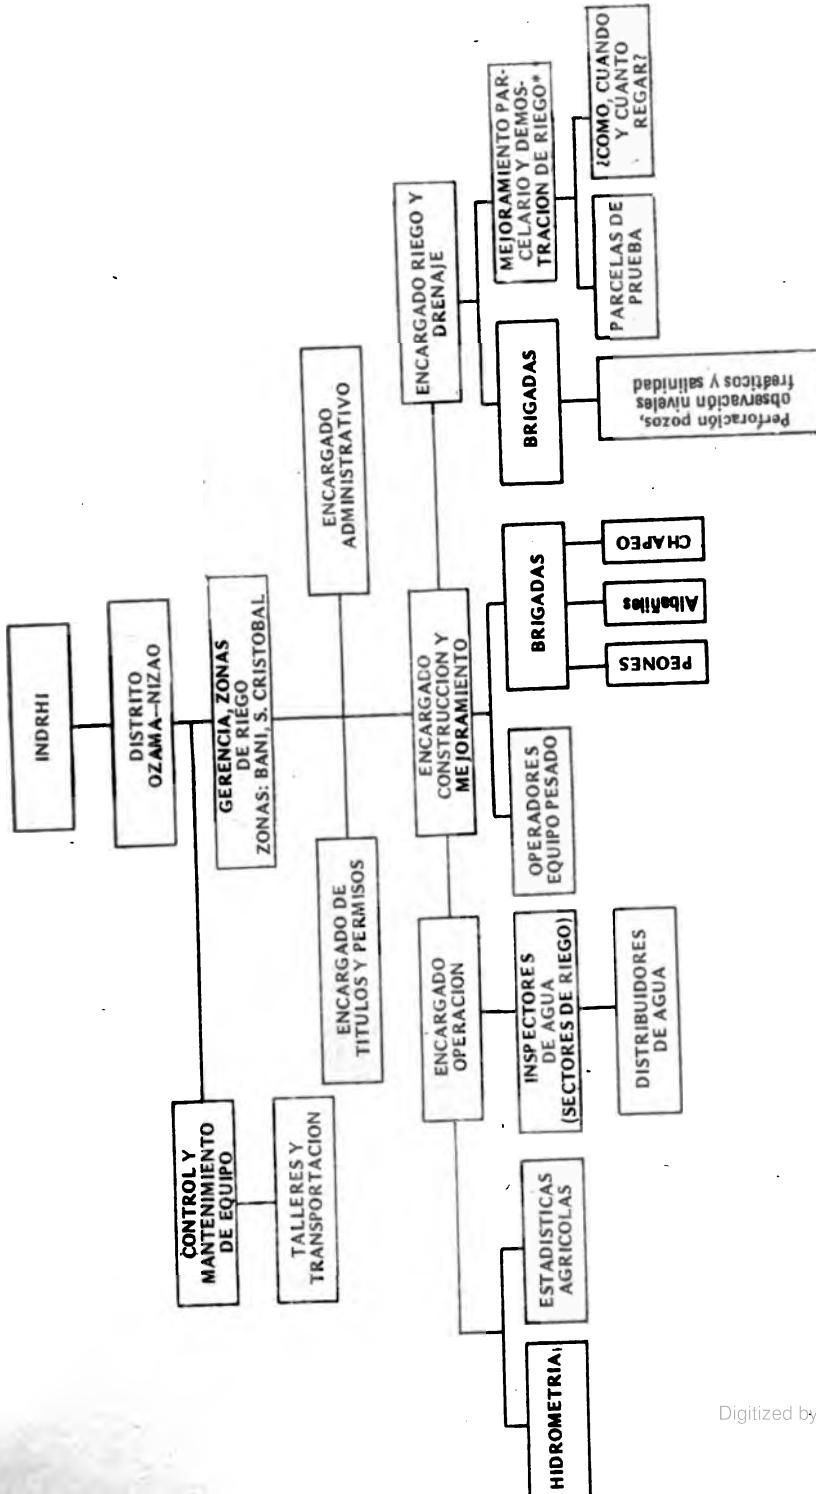 INDRHI
DISTRITO
OZAMA—NIZAO
CONTROL Y
MANTENIMIENTO
DE EQUIPO
TALLERES Y
TRANSPORTACION
GERENCIA, ZONAS
DE RIEGO
ZONAS: BANI, S. CRISTOBAL
ENCARGADO DE
TITULOS Y PERMISOS
ENCARGADO
ADMINISTRATIVO
ENCARGADO
OPERACION
ENCARGADO
CONSTRUCCION Y
MEJORAMIENTO
ENCARGADO RIEGO Y
DRENAJE
HIDROMETRIA
ESTADISTICAS
AGRICOLAS
INSPECTORES
DE AGUA
(SECTORES DE RIEGO)
DISTRIBUIDORES
DE AGUA
OPERADORES
EQUIPO PESADO
BRIGADAS
PEONES
Albañiles
CHAPEO
BRIGADAS
Perforación pozos,
observación niveles
freáticos y salinidad
MEJORAMIENTO PAR-
CELARIO Y DEMOS-
TRACION DE RIEGO*
PARCELAS DE
PRUEBA
¿COMO, CUANDO
Y CUANTO
REGAR?
Digitized by